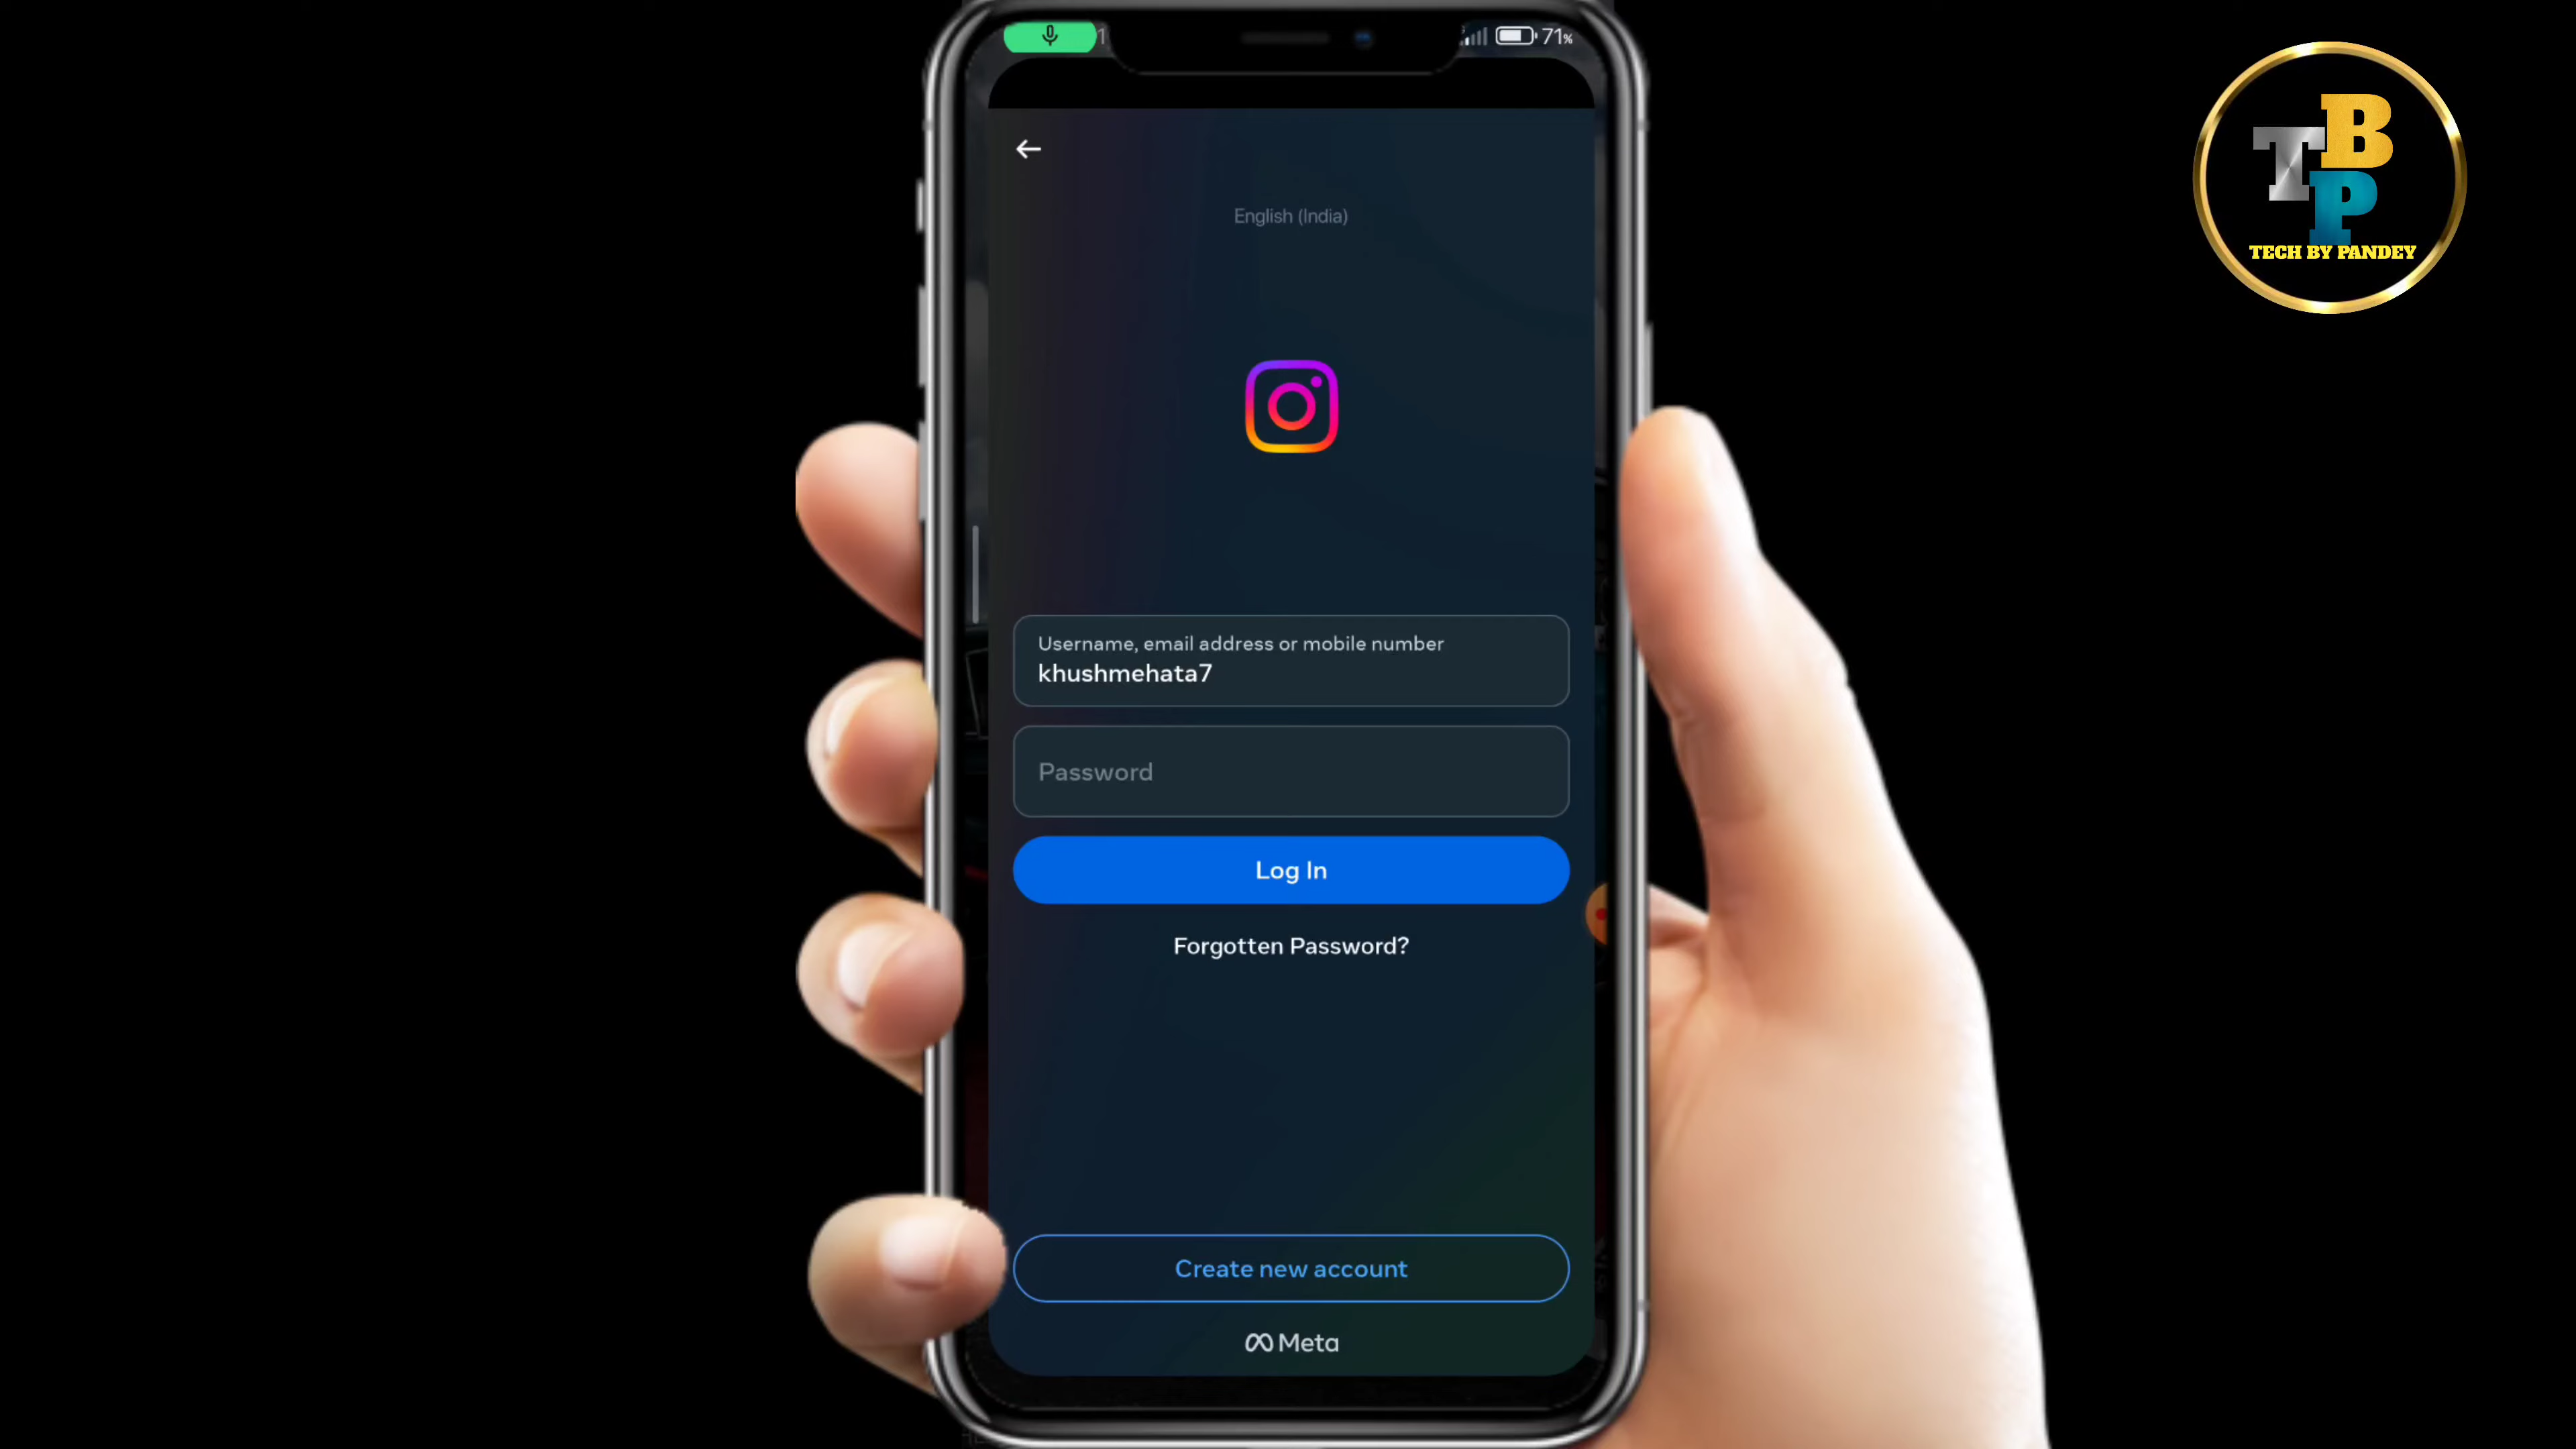 71%
English (India)
T B P
TECH BY PANDEY
Username, email address or mobile number
khushmehata7
Password
Log In
Forgotten Password?
Create new account
Meta